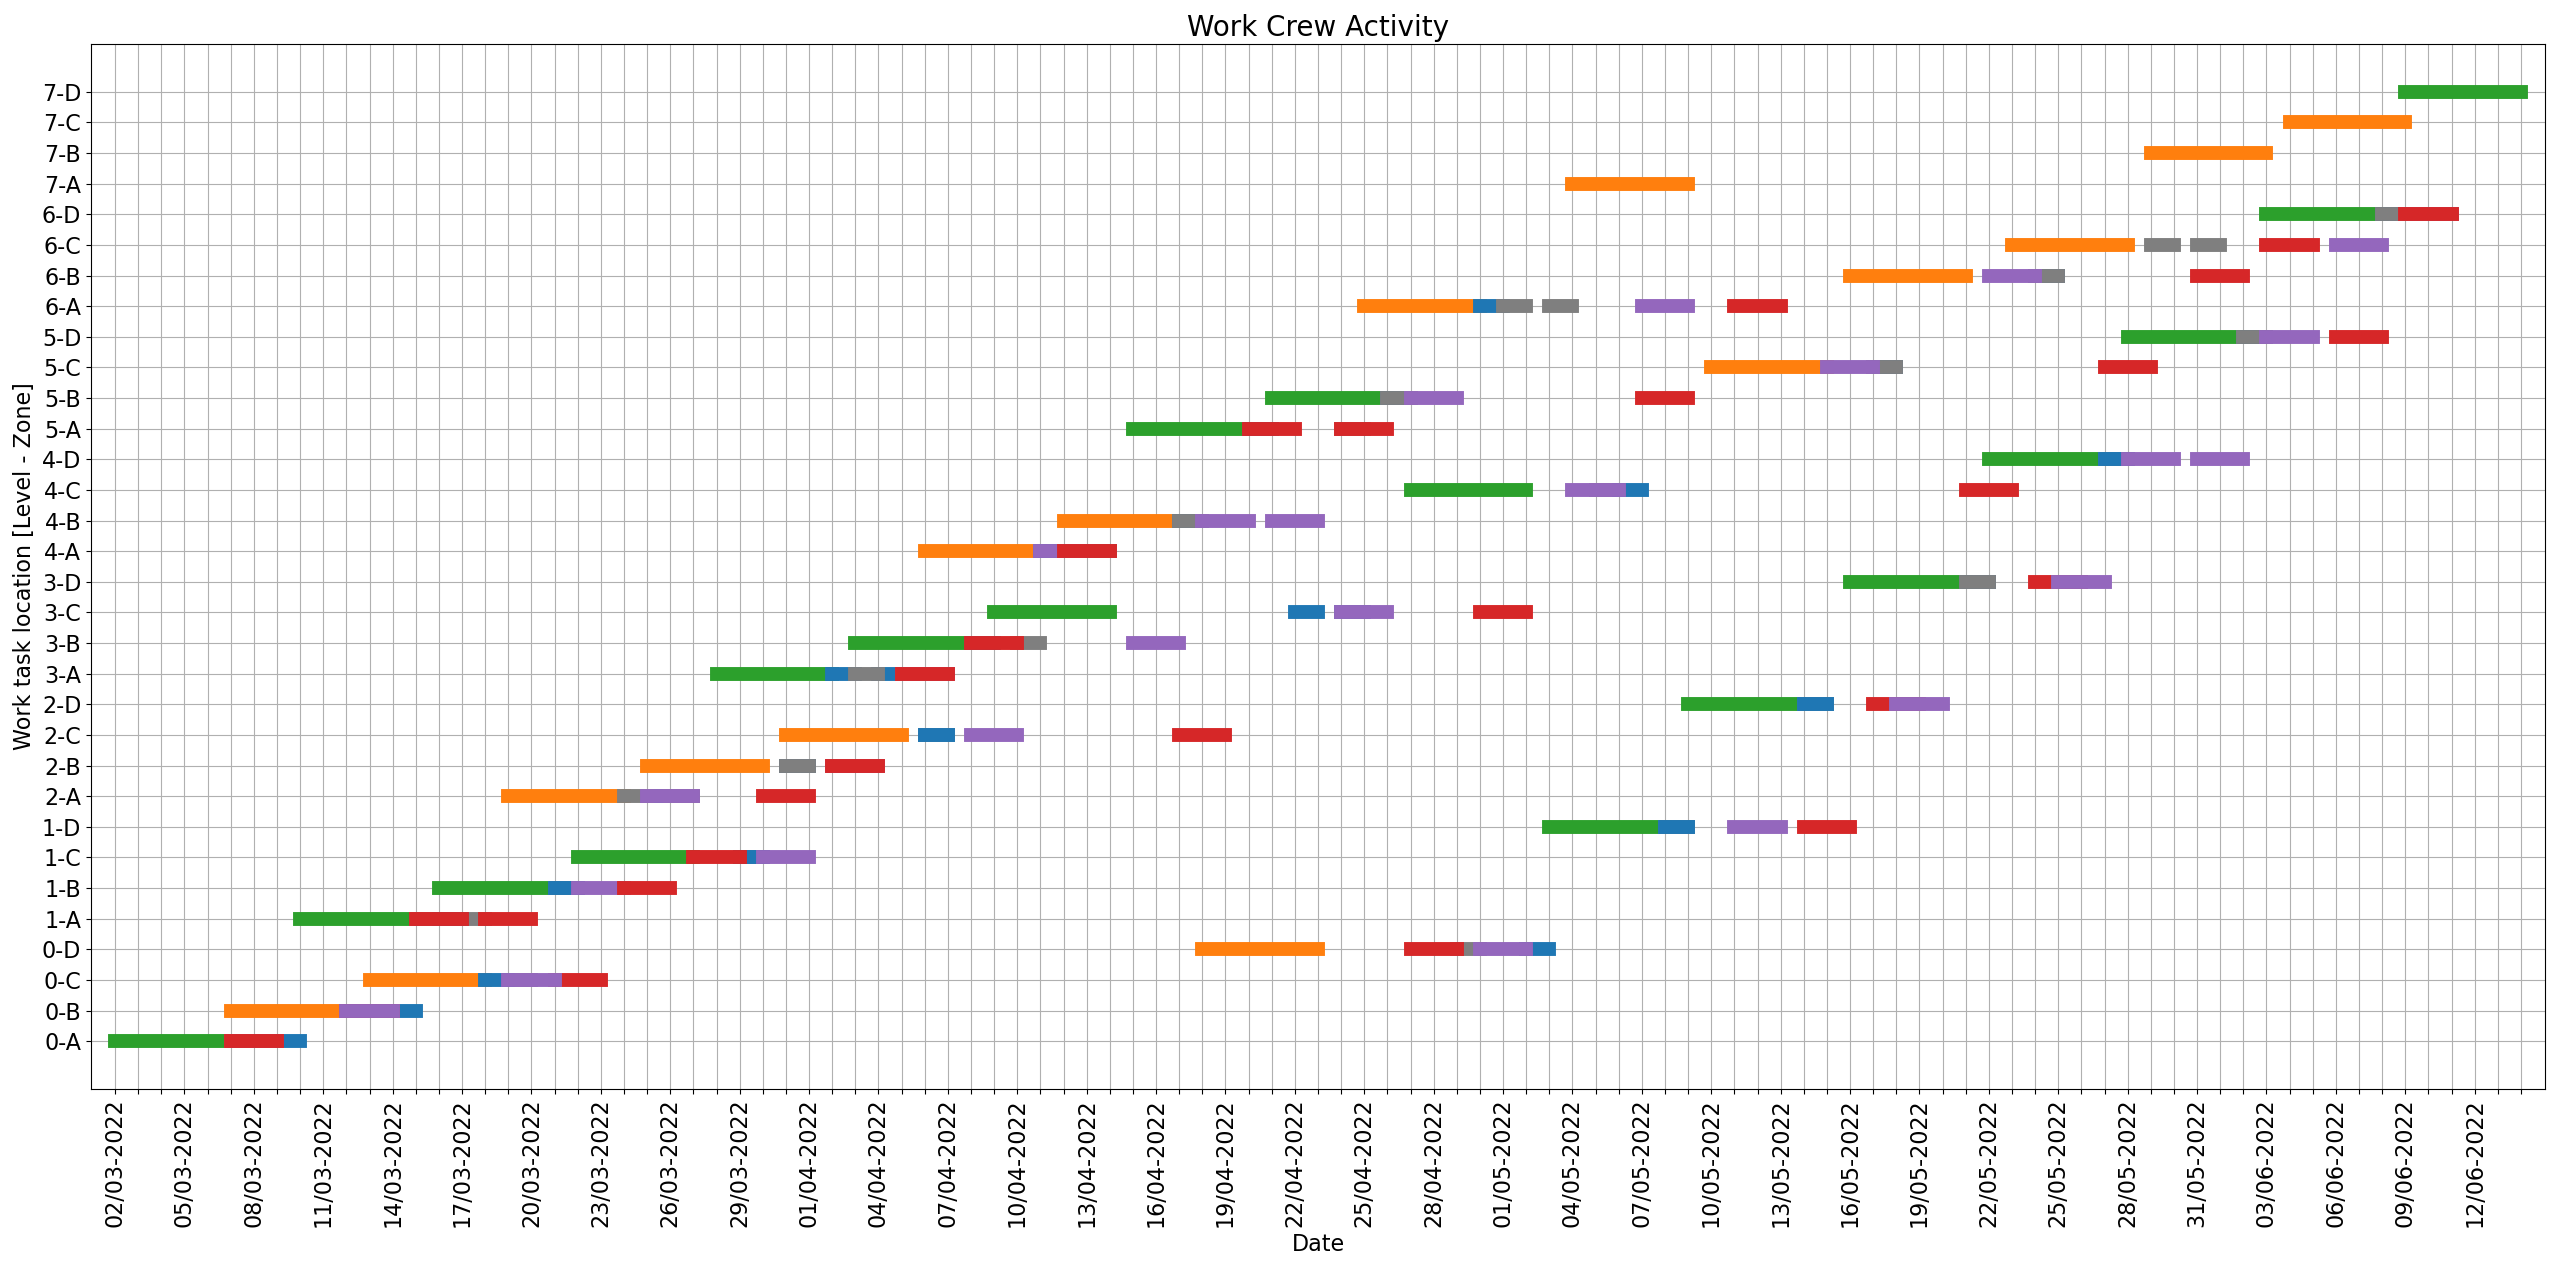 Work Crew Activity
Work task location [Level - Zone]
7-D
7-C
7-B
7-A
6-D
6-C
6-B
6-A
5-D
5-C
5-B
5-A
4-D
4-C
4-B
4-A
3-D
3-C
3-B
3-A
2-D
2-C
2-B
2-A
1-D
1-C
1-B
1-A
0-D
0-C
0-B
0-A
02/03-2022
05/03-2022
08/03-2022
11/03-2022
14/03-2022
17/03-2022
20/03-2022
23/03-2022
26/03-2022
29/03-2022
01/04-2022
04/04-2022
07/04-2022
10/04-2022
13/04-2022
16/04-2022
19/04-2022
22/04-2022
25/04-2022
28/04-2022
01/05-2022
04/05-2022
07/05-2022
10/05-2022
13/05-2022
16/05-2022
19/05-2022
22/05-2022
25/05-2022
28/05-2022
31/05-2022
03/06-2022
06/06-2022
09/06-2022
12/06-2022
Date